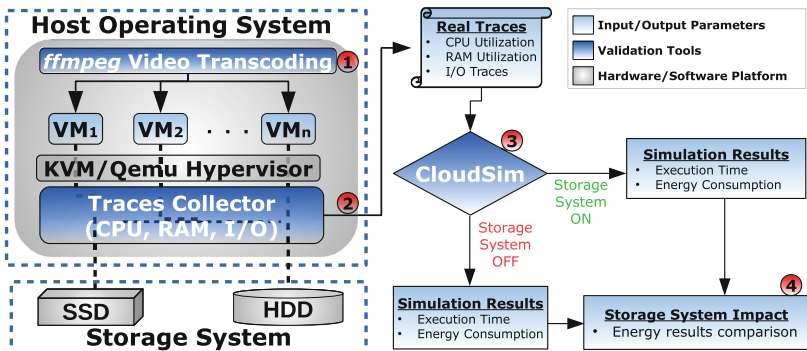 Host Operating System
ffmpeg Video Transcoding
1
VM1
VM2
. . .
VMn
KVM/Qemu Hypervisor
Traces Collector
(CPU, RAM, I/O)
2
SSD
HDD
Storage System
Real Traces
• CPU Utilization
• RAM Utilization
• I/O Traces
3
CloudSim
Storage
System
ON
Storage
System
OFF
Simulation Results
• Execution Time
• Energy Consumption
Simulation Results
• Execution Time
• Energy Consumption
4
Storage System Impact
• Energy results comparison
Input/Output Parameters
Validation Tools
Hardware/Software Platform